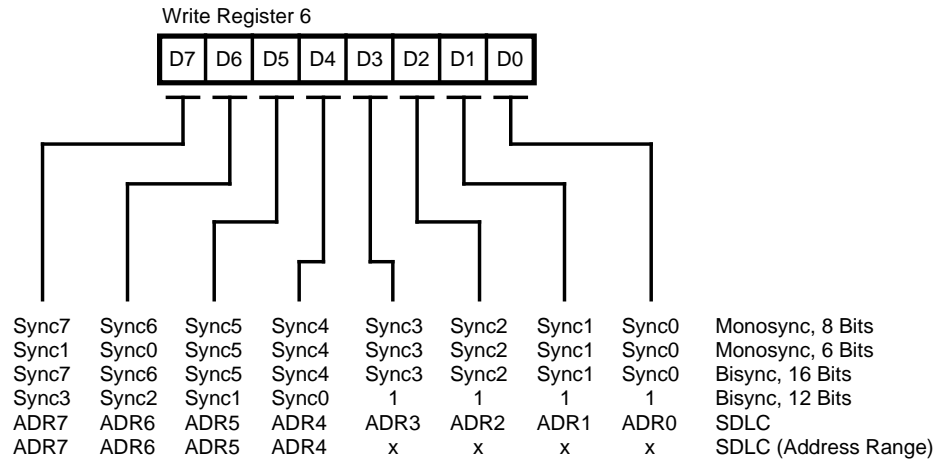 Write Register 6
D7 D6 D5 D4 D3 D2 D1 D0
Sync7 Sync6 Sync5 Sync4 Sync3 Sync2 Sync1 Sync0 Monosync, 8 Bits
Sync1 Sync0 Sync5 Sync4 Sync3 Sync2 Sync1 Sync0 Monosync, 6 Bits
Sync7 Sync6 Sync5 Sync4 Sync3 Sync2 Sync1 Sync0 Bisync, 16 Bits
Sync3 Sync2 Sync1 Sync0 1 1 1 1 Bisync, 12 Bits
ADR7 ADR6 ADR5 ADR4 ADR3 ADR2 ADR1 ADR0 SDLC
ADR7 ADR6 ADR5 ADR4 x x x x SDLC (Address Range)